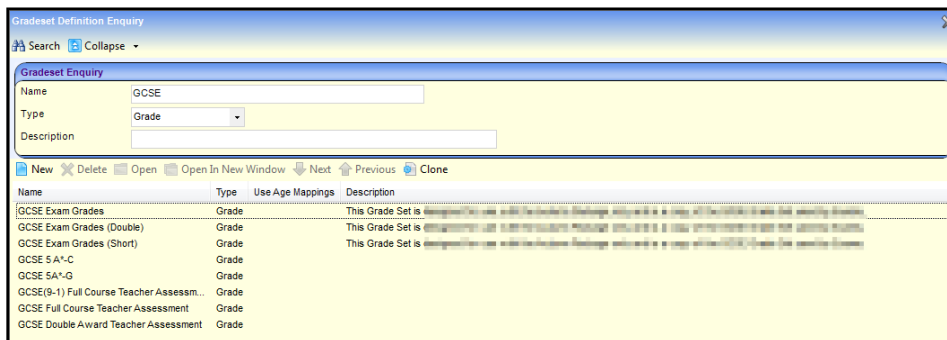 Gradeset Definition Enquiry
Search Collapse
Gradeset Enquiry
Name GCSE
Type Grade
Description
New Delete Open Open In New Window Next Previous Clone
Name Type Use Age Mappings Description
GCSE Exam Grades Grade This Grade Set is
GCSE Exam Grades (Double) Grade This Grade Set is
GCSE Exam Grades (Short) Grade This Grade Set is
GCSE 5 A*-C Grade
GCSE 5A*-G Grade
GCSE(9-1) Full Course Teacher Assessm... Grade
GCSE Full Course Teacher Assessment Grade
GCSE Double Award Teacher Assessment Grade